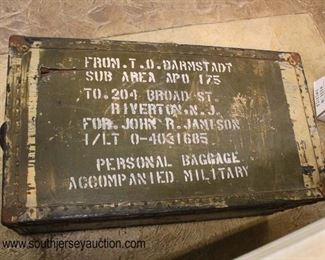 FROM.T.O.DARMSTADT
SUB AREA APO 175
TO.204 BROAD ST.
RIVERTON.N.J.
FOR.JOHN R.JAMISON
1/LT O-4031685
PERSONAL BAGGAGE
ACCOMPANIED MILITARY
www.southjerseyauction.com/